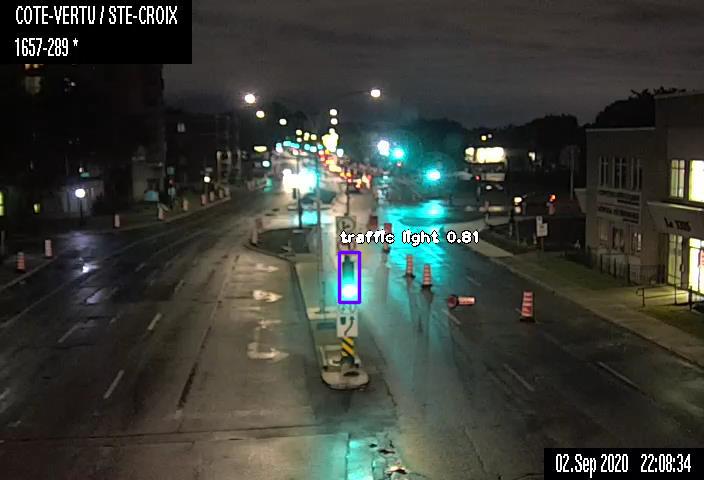 COTE-VERTU / STE-CROIX
1657-289 *
traffic light 0.81
02.Sep 2020 22:08:34